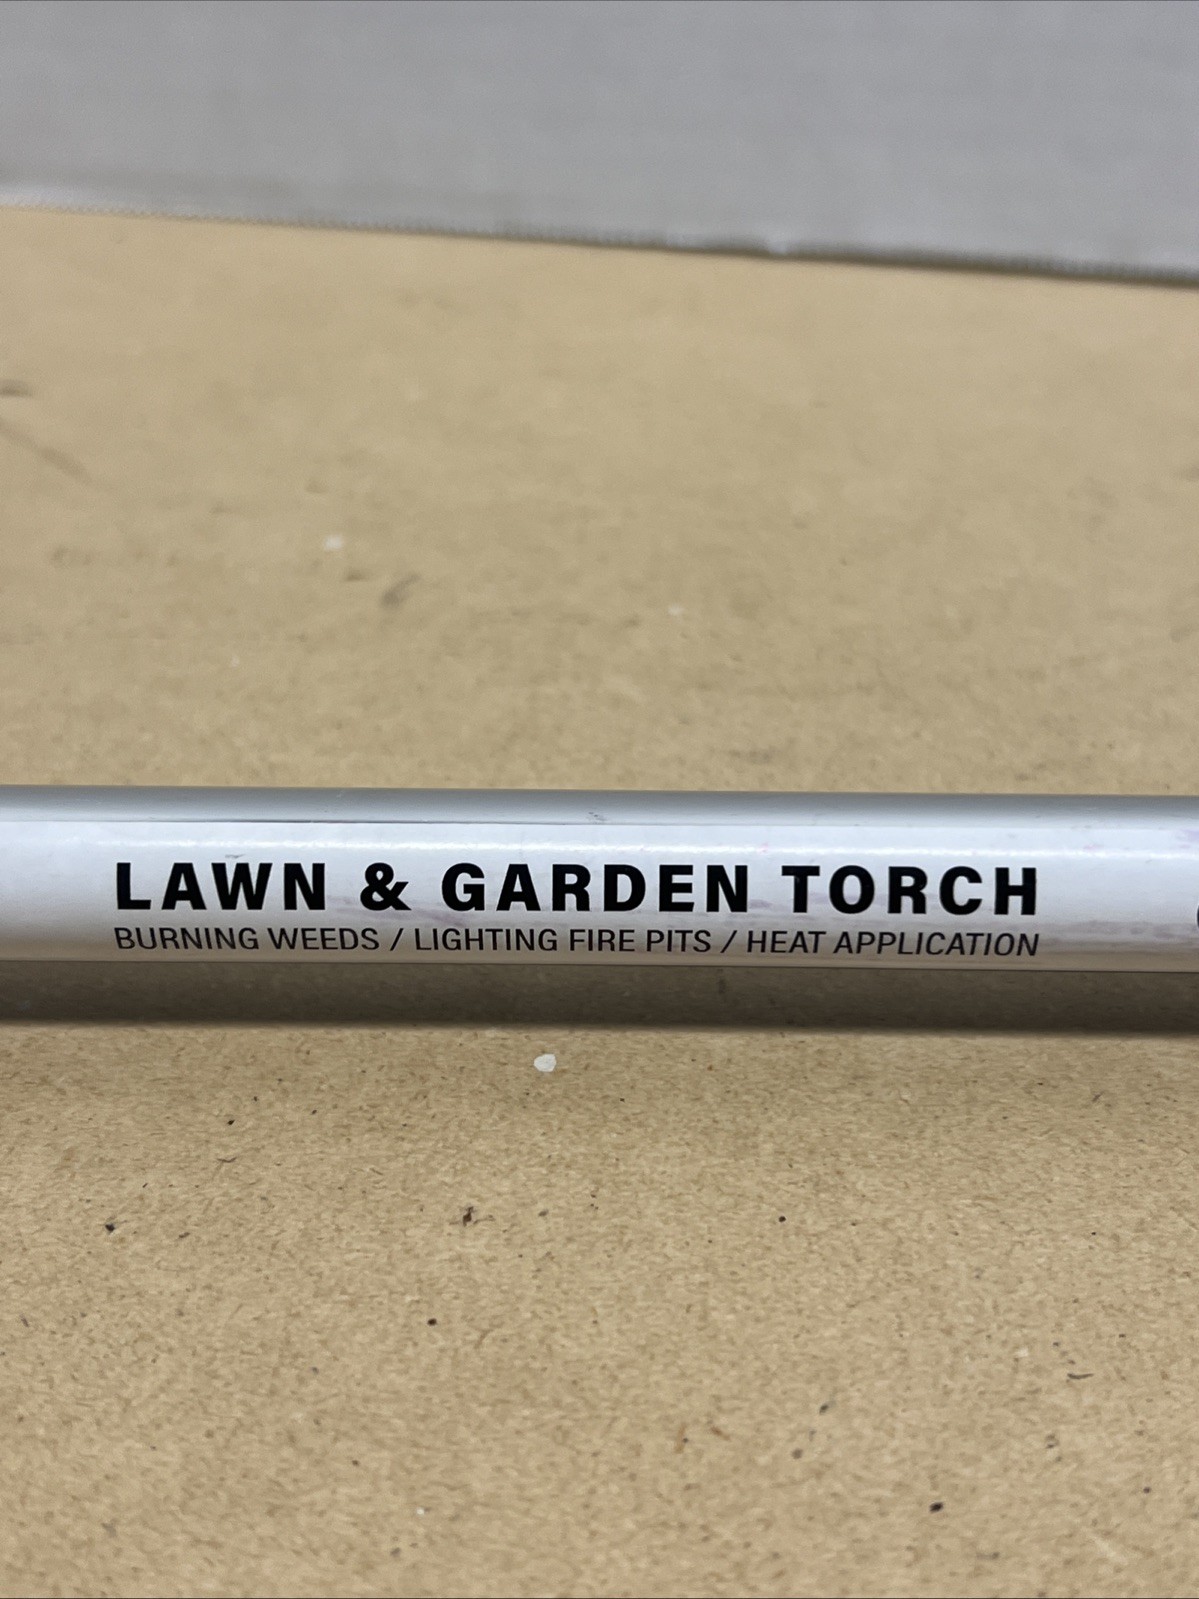 LAWN & GARDEN TORCH
BURNING WEEDS / LIGHTING FIRE PITS / HEAT APPLICATION